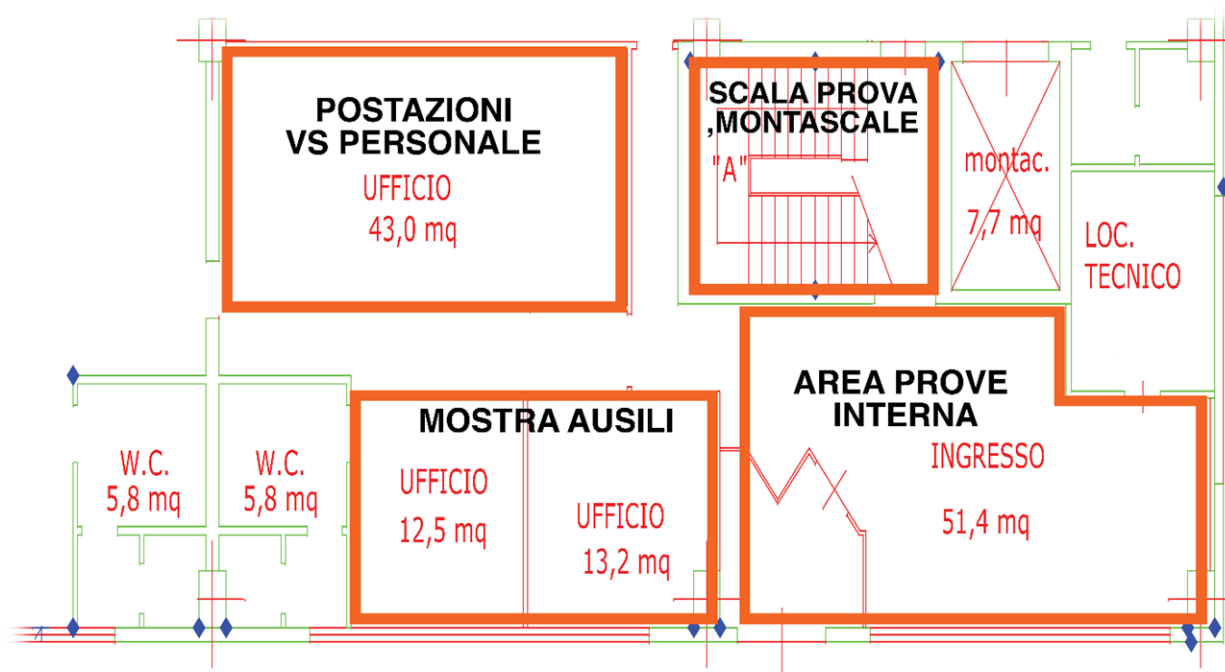 POSTAZIONI
VS PERSONALE
UFFICIO
43,0 mq
SCALA PROVA
,MONTASCALE
"A"
montac.
7,7 mq
LOC.
TECNICO
W.C.
5,8 mq
W.C.
5,8 mq
MOSTRA AUSILI
UFFICIO
12,5 mq
UFFICIO
13,2 mq
AREA PROVE
INTERNA
INGRESSO
51,4 mq